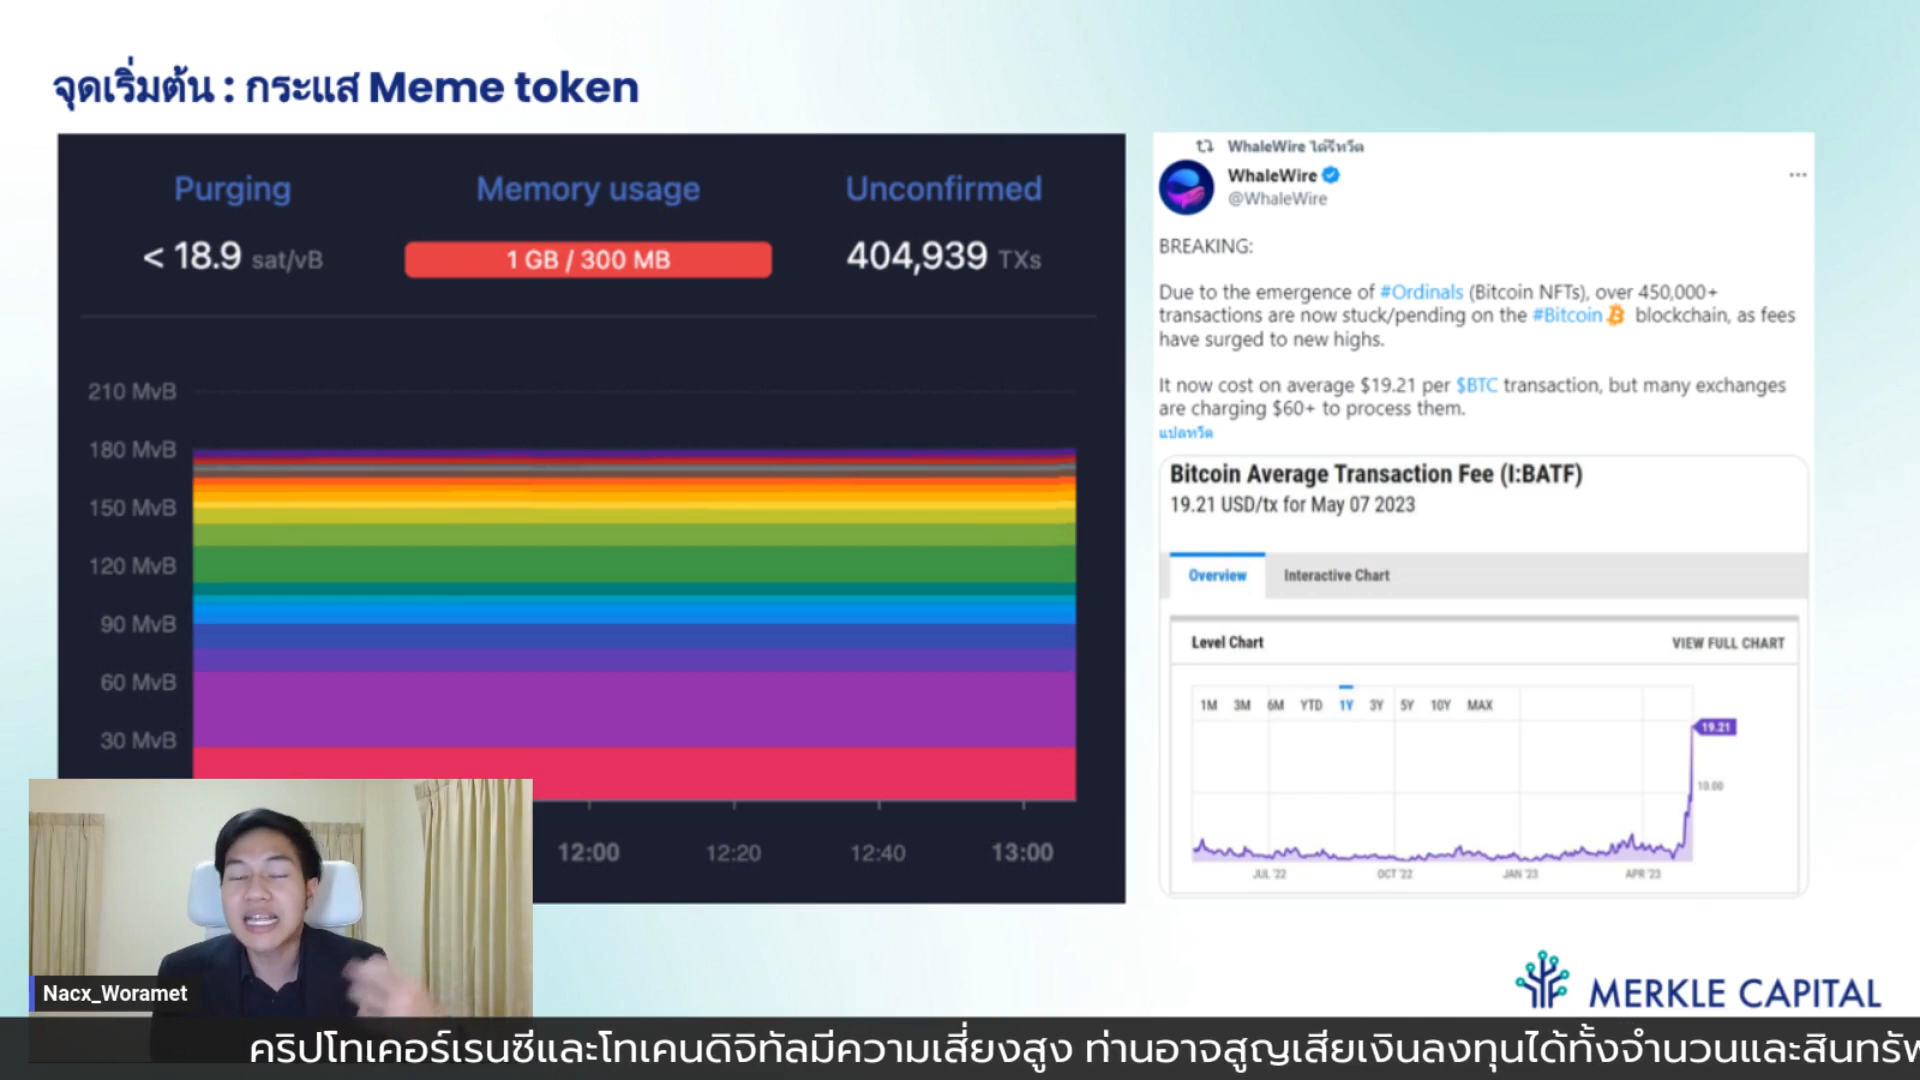 จุดเริ่มต้น : กระแส Meme token
Purging
Memory usage
Unconfirmed
< 18.9 sat/vB
1 GB / 300 MB
404,939 TXs
210 MvB
180 MvB
150 MvB
120 MvB
90 MvB
60 MvB
30 MvB
12:00
12:20
12:40
13:00
WhaleWire ได้รีทวีต
WhaleWire
@WhaleWire
BREAKING:
Due to the emergence of #Ordinals (Bitcoin NFTs), over 450,000+
transactions are now stuck/pending on the #Bitcoin blockchain, as fees
have surged to new highs.
It now cost on average $19.21 per $BTC transaction, but many exchanges
are charging $60+ to process them.
แปลทวีต
Bitcoin Average Transaction Fee (I:BATF)
19.21 USD/tx for May 07 2023
Overview
Interactive Chart
Level Chart
VIEW FULL CHART
1M 3M 6M YTD 1Y 3Y 5Y 10Y MAX
19.21
10.00
JUL '22
OCT '22
JAN '23
APR '23
Nacx_Woramet
MERKLE CAPITAL
คริปโทเคอร์เรนซีและโทเคนดิจิทัลมีความเสี่ยงสูง ท่านอาจสูญเสียเงินลงทุนได้ทั้งจำนวนและสินทรัพ